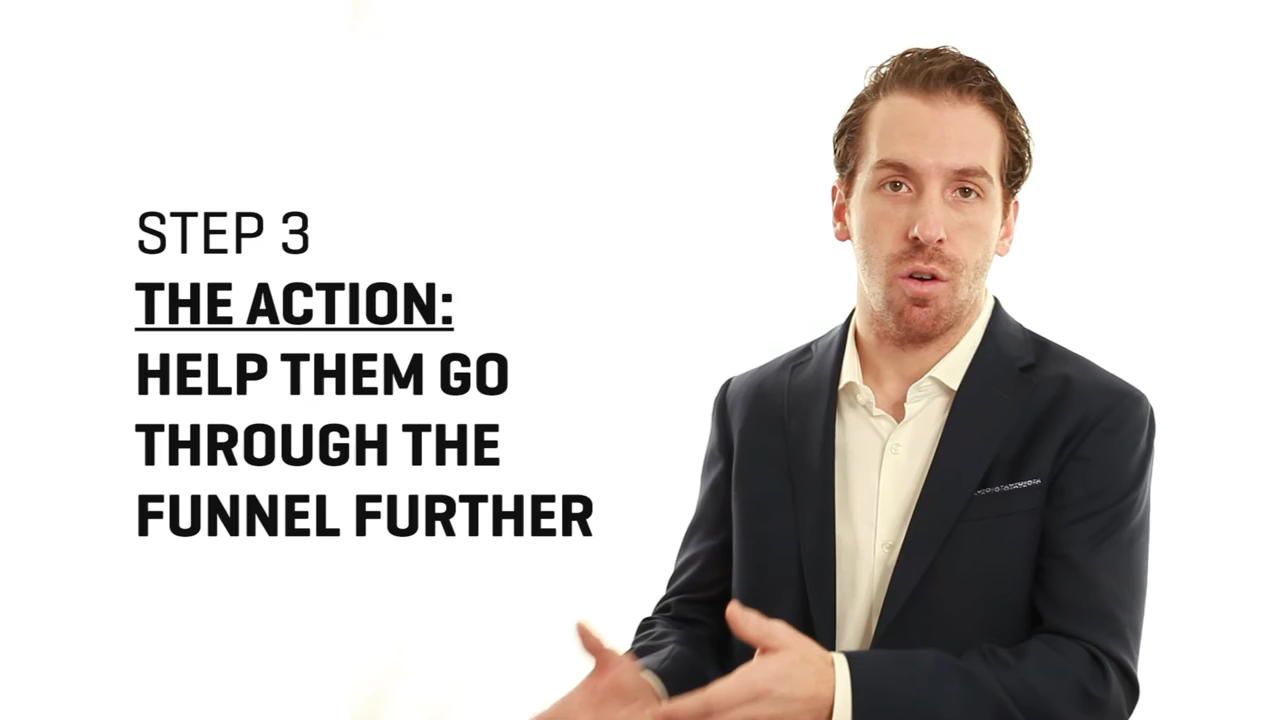 STEP 3
THE ACTION:
HELP THEM GO
THROUGH THE
FUNNEL FURTHER